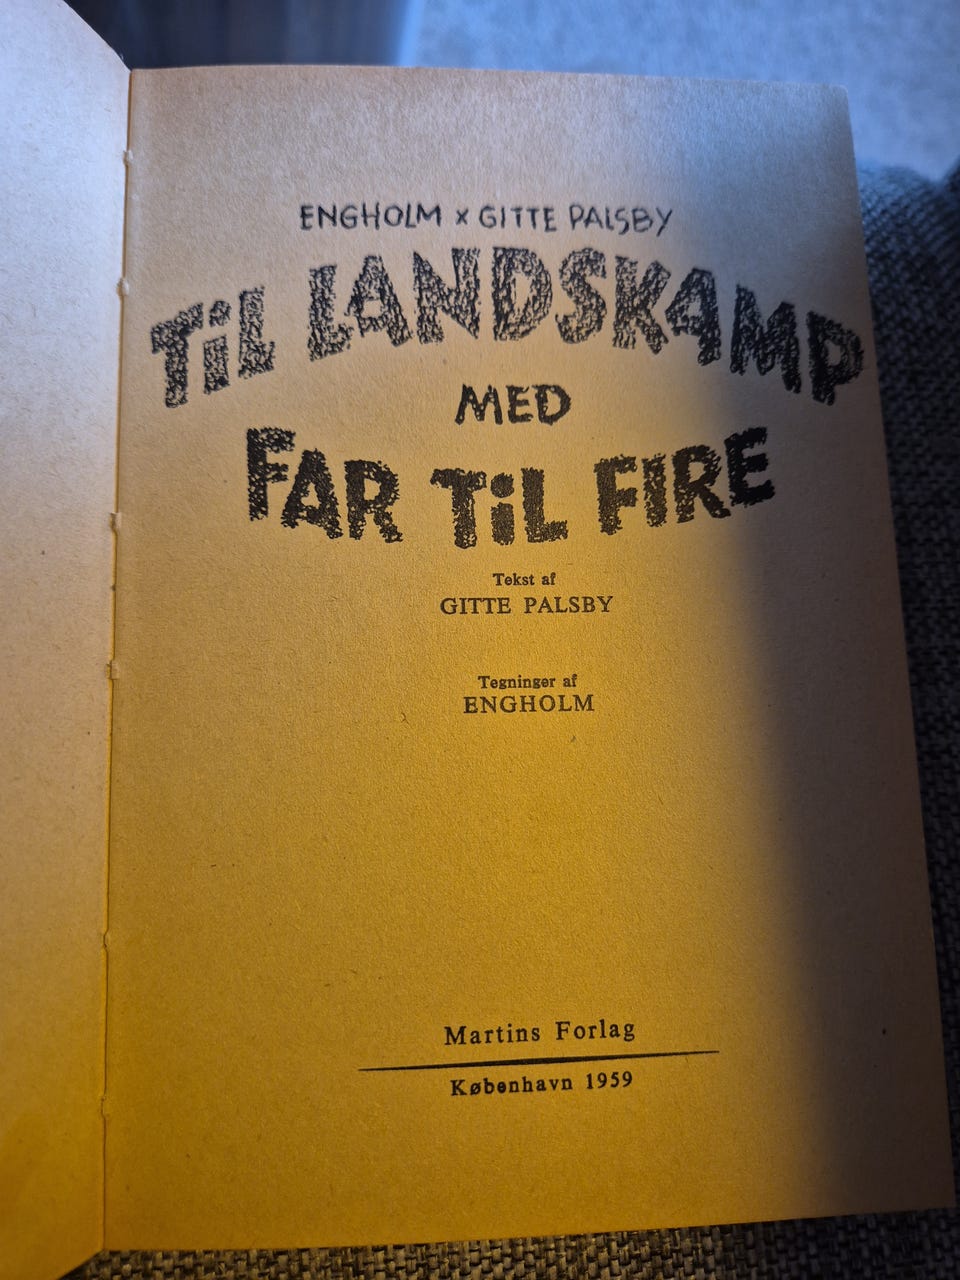 ENGHOLM x GITTE PALSBY
TiL LANDSKAMP
MED
FAR TiL FIRE
Tekst af
GITTE PALSBY
Tegninger af
ENGHOLM
Martins Forlag
København 1959